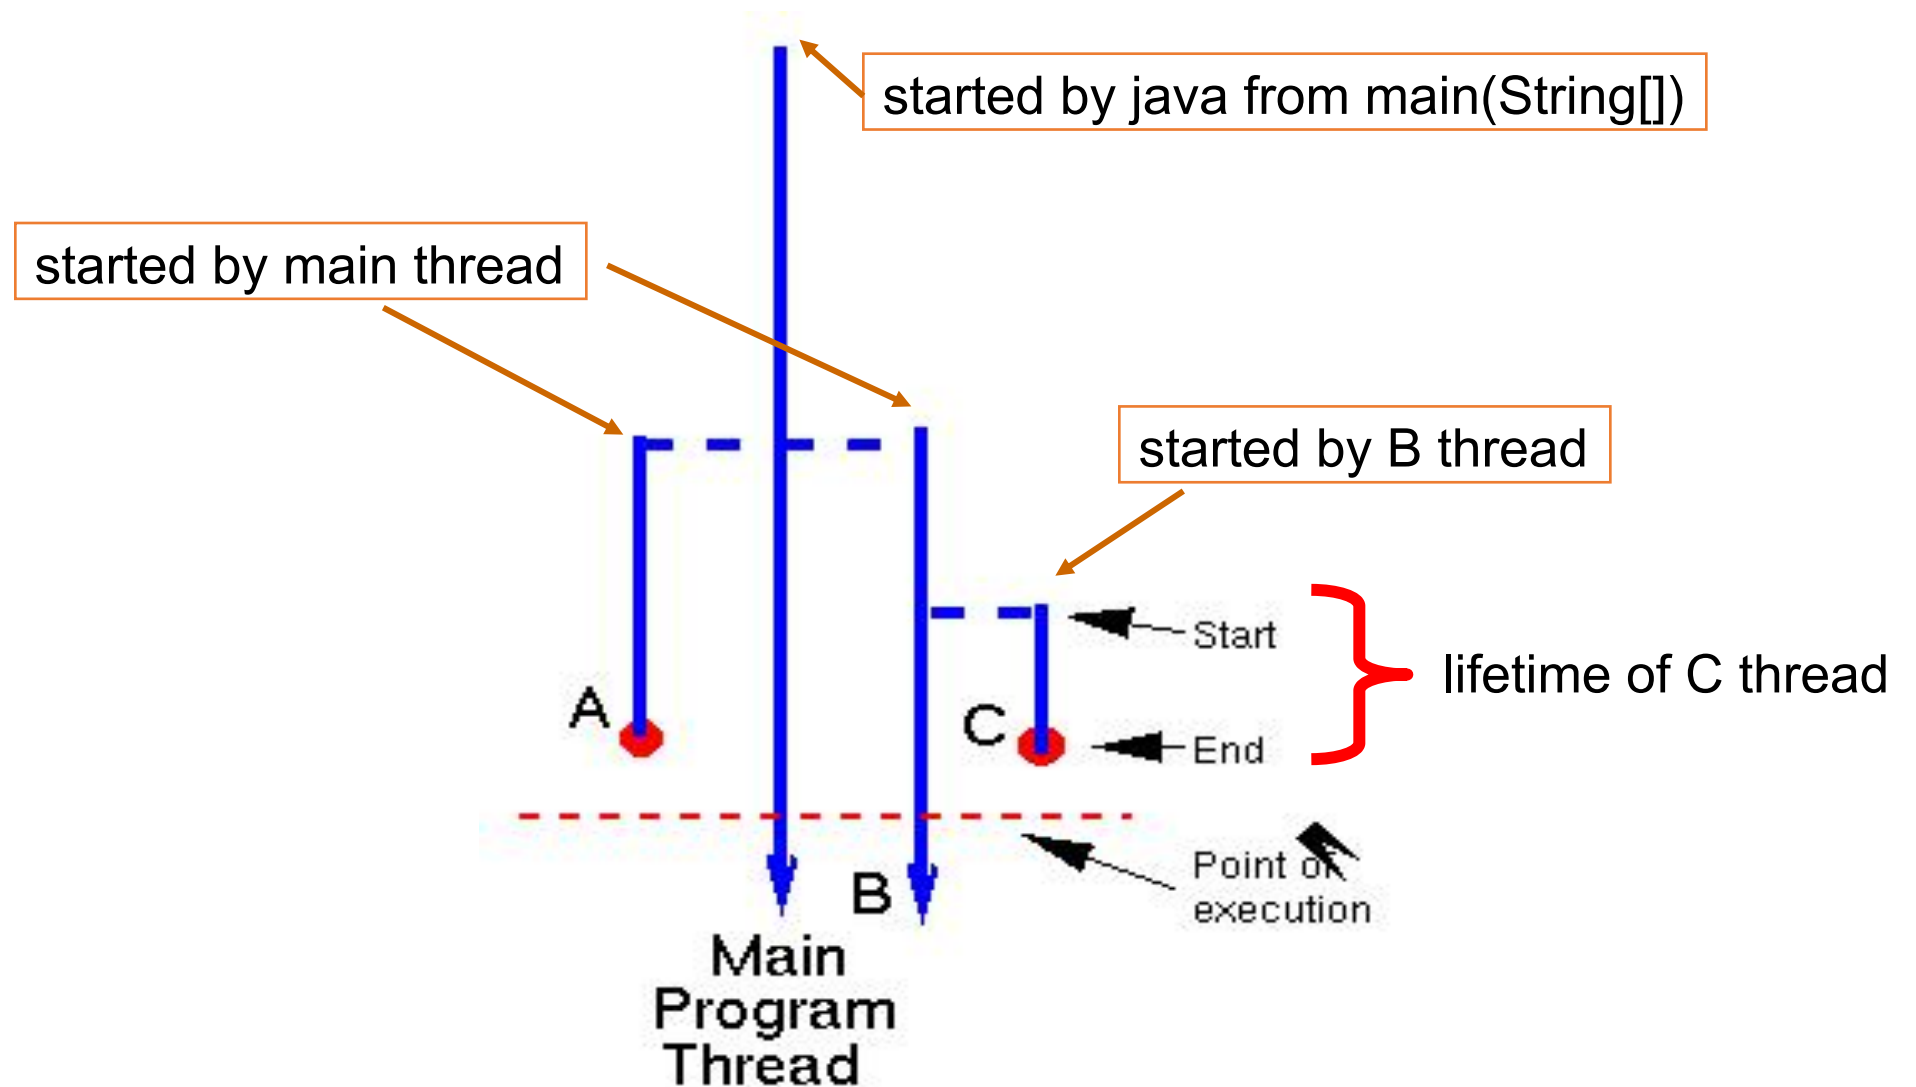 started by java from main(String[])
started by main thread
started by B thread
Start
lifetime of C thread
A
C
End
Point of
execution
B
Main
Program
Thread